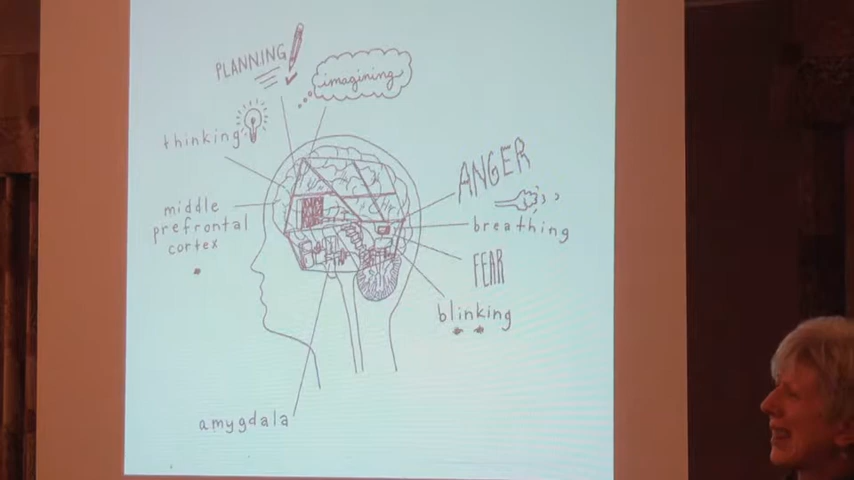 PLANNING
imagining
thinking
middle
prefrontal
cortex
ANGER
breathing
FEAR
blinking
amygdala